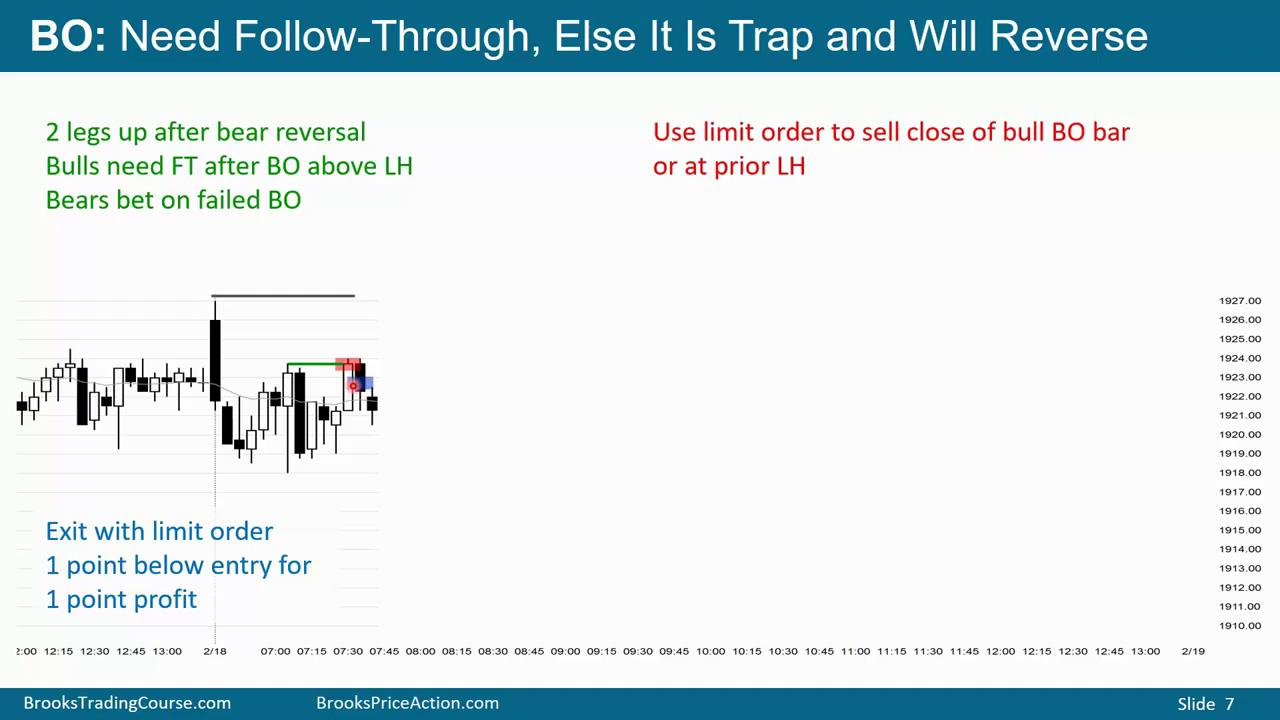 BO: Need Follow-Through, Else It Is Trap and Will Reverse
2 legs up after bear reversal
Bulls need FT after BO above LH
Bears bet on failed BO
Use limit order to sell close of bull BO bar
or at prior LH
1927.00
1926.00
1925.00
1924.00
1923.00
1922.00
1921.00
1920.00
1919.00
1918.00
1917.00
1916.00
1915.00
1914.00
1913.00
1912.00
1911.00
1910.00
Exit with limit order
1 point below entry for
1 point profit
2:00 12:15 12:30 12:45 13:00 2/18 07:00 07:15 07:30 07:45 08:00 08:15 08:30 08:45 09:00 09:15 09:30 09:45 10:00 10:15 10:30 10:45 11:00 11:15 11:30 11:45 12:00 12:15 12:30 12:45 13:00 2/19
BrooksTradingCourse.com BrooksPriceAction.com Slide 7